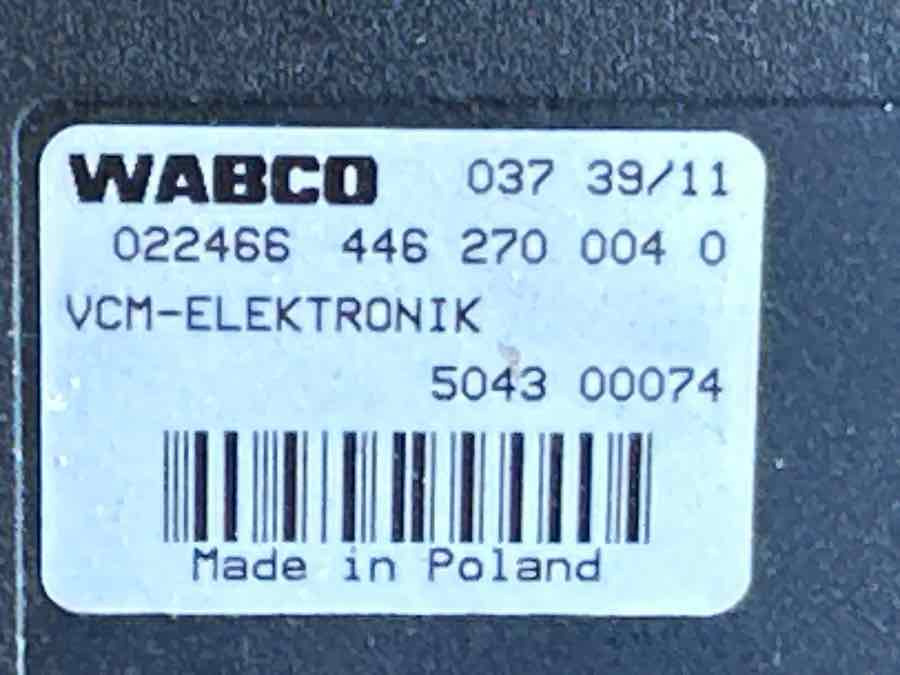 WABCO 037 39/11
022466 446 270 004 0
VCM-ELEKTRONIK
5043 00074
Made in Poland